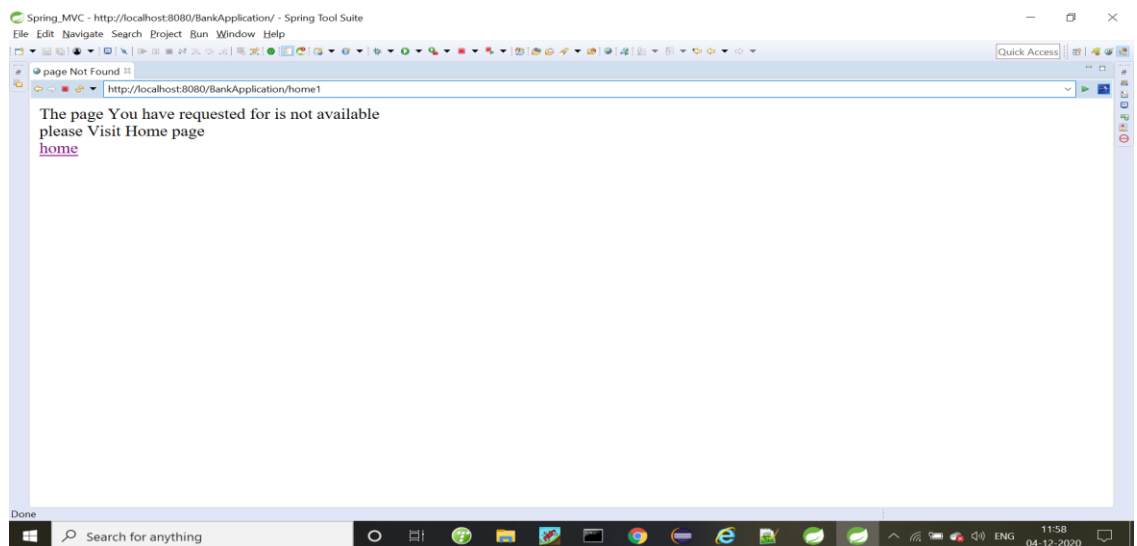 Spring_MVC - http://localhost:8080/BankApplication/ - Spring Tool Suite
File Edit Navigate Search Project Run Window Help
Quick Access
page Not Found
http://localhost:8080/BankApplication/home1
The page You have requested for is not available
please Visit Home page
home
Done
Search for anything
ENG
11:58
04-12-2020